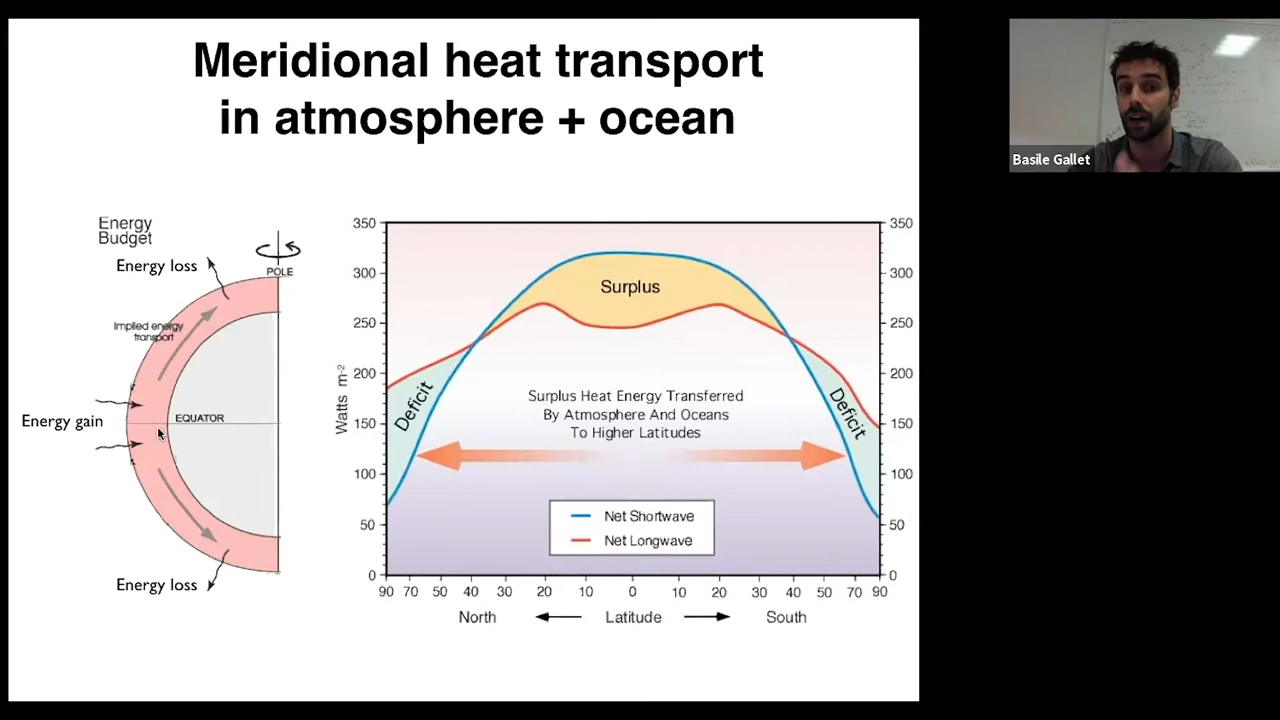 Meridional heat transport
in atmosphere + ocean
Basile Gallet
Energy
Budget
Energy loss
POLE
Implied energy
transport
Energy gain
EQUATOR
Energy loss
350
300
250
200
150
100
50
0
Watts m-2
350
300
250
200
150
100
50
0
Surplus
Deficit
Deficit
Surplus Heat Energy Transferred
By Atmosphere And Oceans
To Higher Latitudes
Net Shortwave
Net Longwave
90 70 50 40 30 20 10 0 10 20 30 40 50 70 90
North Latitude South